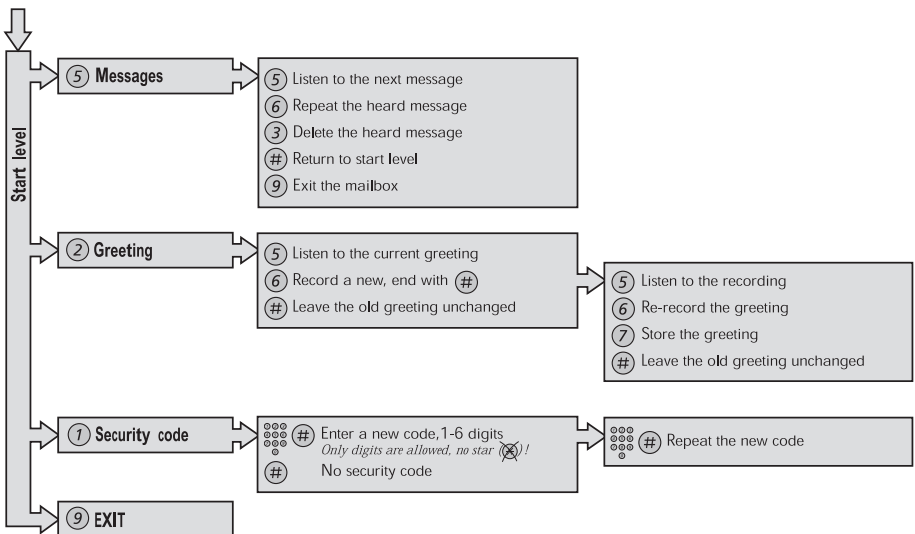 Start level
5 Messages
5 Listen to the next message
6 Repeat the heard message
3 Delete the heard message
# Return to start level
9 Exit the mailbox
2 Greeting
5 Listen to the current greeting
6 Record a new, end with #
# Leave the old greeting unchanged
5 Listen to the recording
6 Re-record the greeting
7 Store the greeting
# Leave the old greeting unchanged
1 Security code
# Enter a new code,1-6 digits
Only digits are allowed, no star (*)!
# No security code
# Repeat the new code
9 EXIT